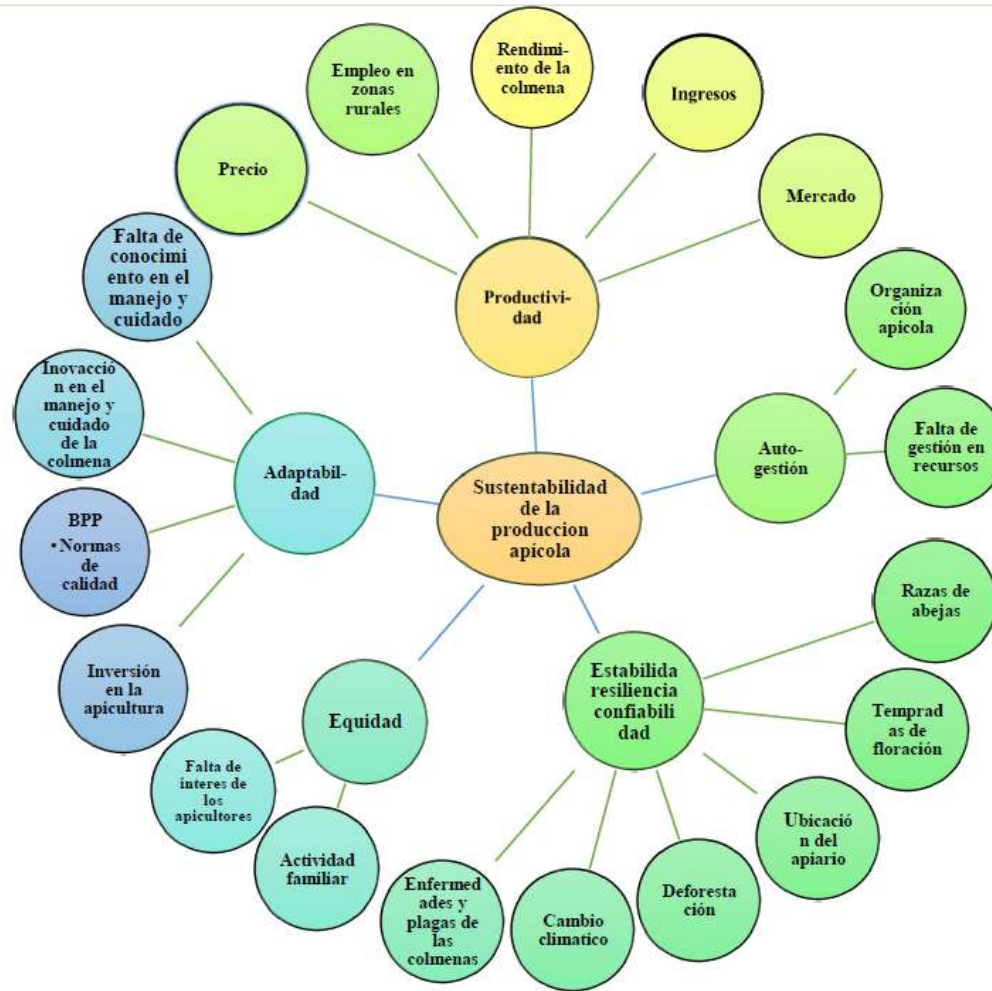 Rendimi-
ento de la
colmena
Empleo en
zonas
rurales
Ingresos
Precio
Mercado
Productivi-
dad
Falta de
conocimi
ento en el
manejo y
cuidado
Inovacció
n en el
manejo y
cuidado
de la
colmena
BPP
• Normas
de
calidad
Inversión
en la
apicultura
Adaptabil-
dad
Sustentabilidad
de la
produccion
apícola
Organiza
ción
apicola
Auto-
gestión
Falta de
gestión en
recursos
Equidad
Falta de
interes de
los
apicultores
Actividad
familiar
Estabilida
resiliencia
confiabili
dad
Razas de
abejas
Temprad
as de
floración
Ubicació
n del
apiario
Deforesta
ción
Cambio
climatico
Enfermed
ades y
plagas de
las
colmenas